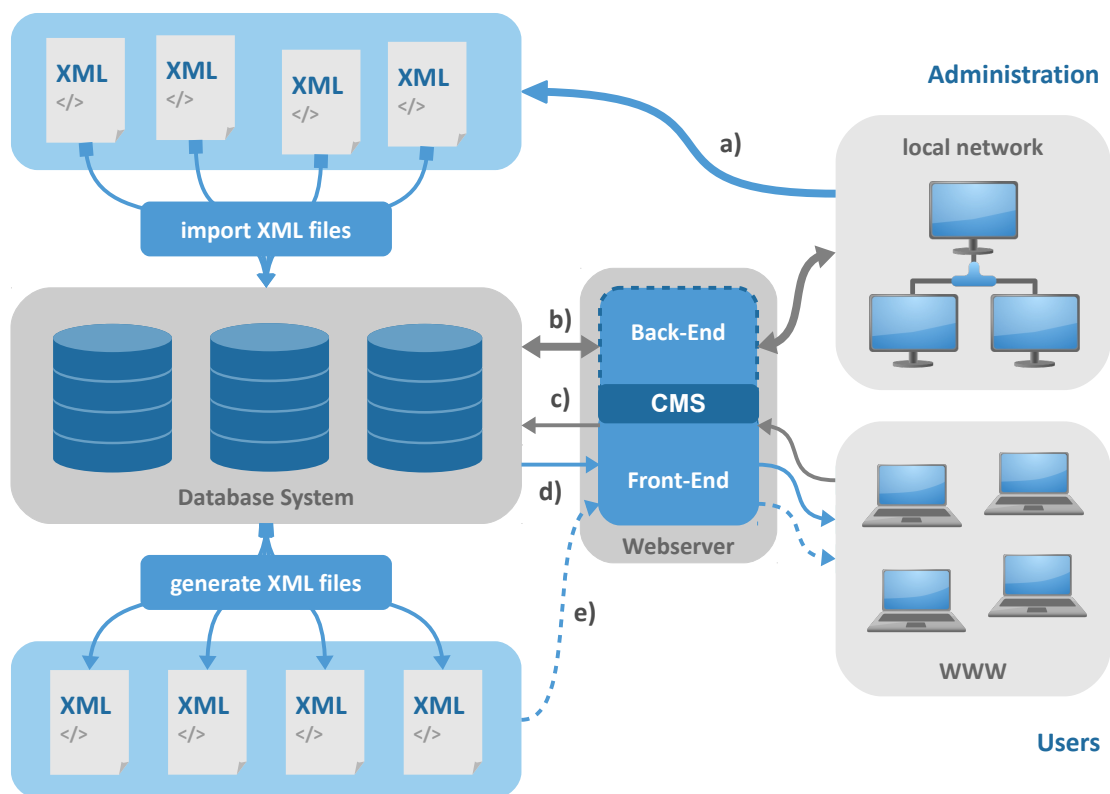 XML
</>
XML
</>
XML
</>
XML
</>
Administration
a)
local network
import XML files
b)
Back-End
c)
CMS
d)
Front-End
Database System
Webserver
generate XML files
e)
WWW
XML
</>
XML
</>
XML
</>
XML
</>
Users